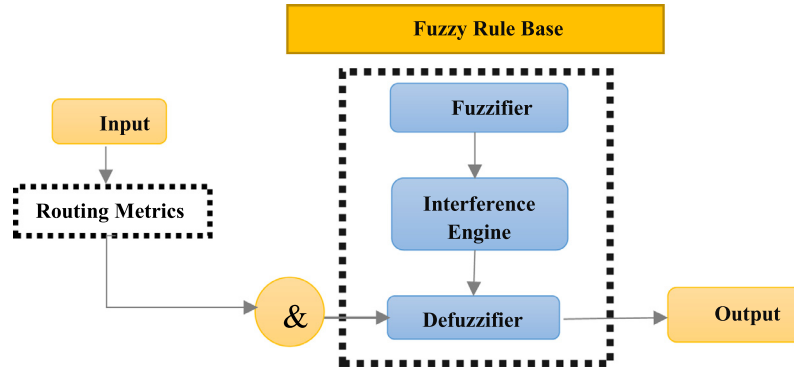 Fuzzy Rule Base
Fuzzifier
Input
Routing Metrics
Interference
Engine
&
Defuzzifier
Output